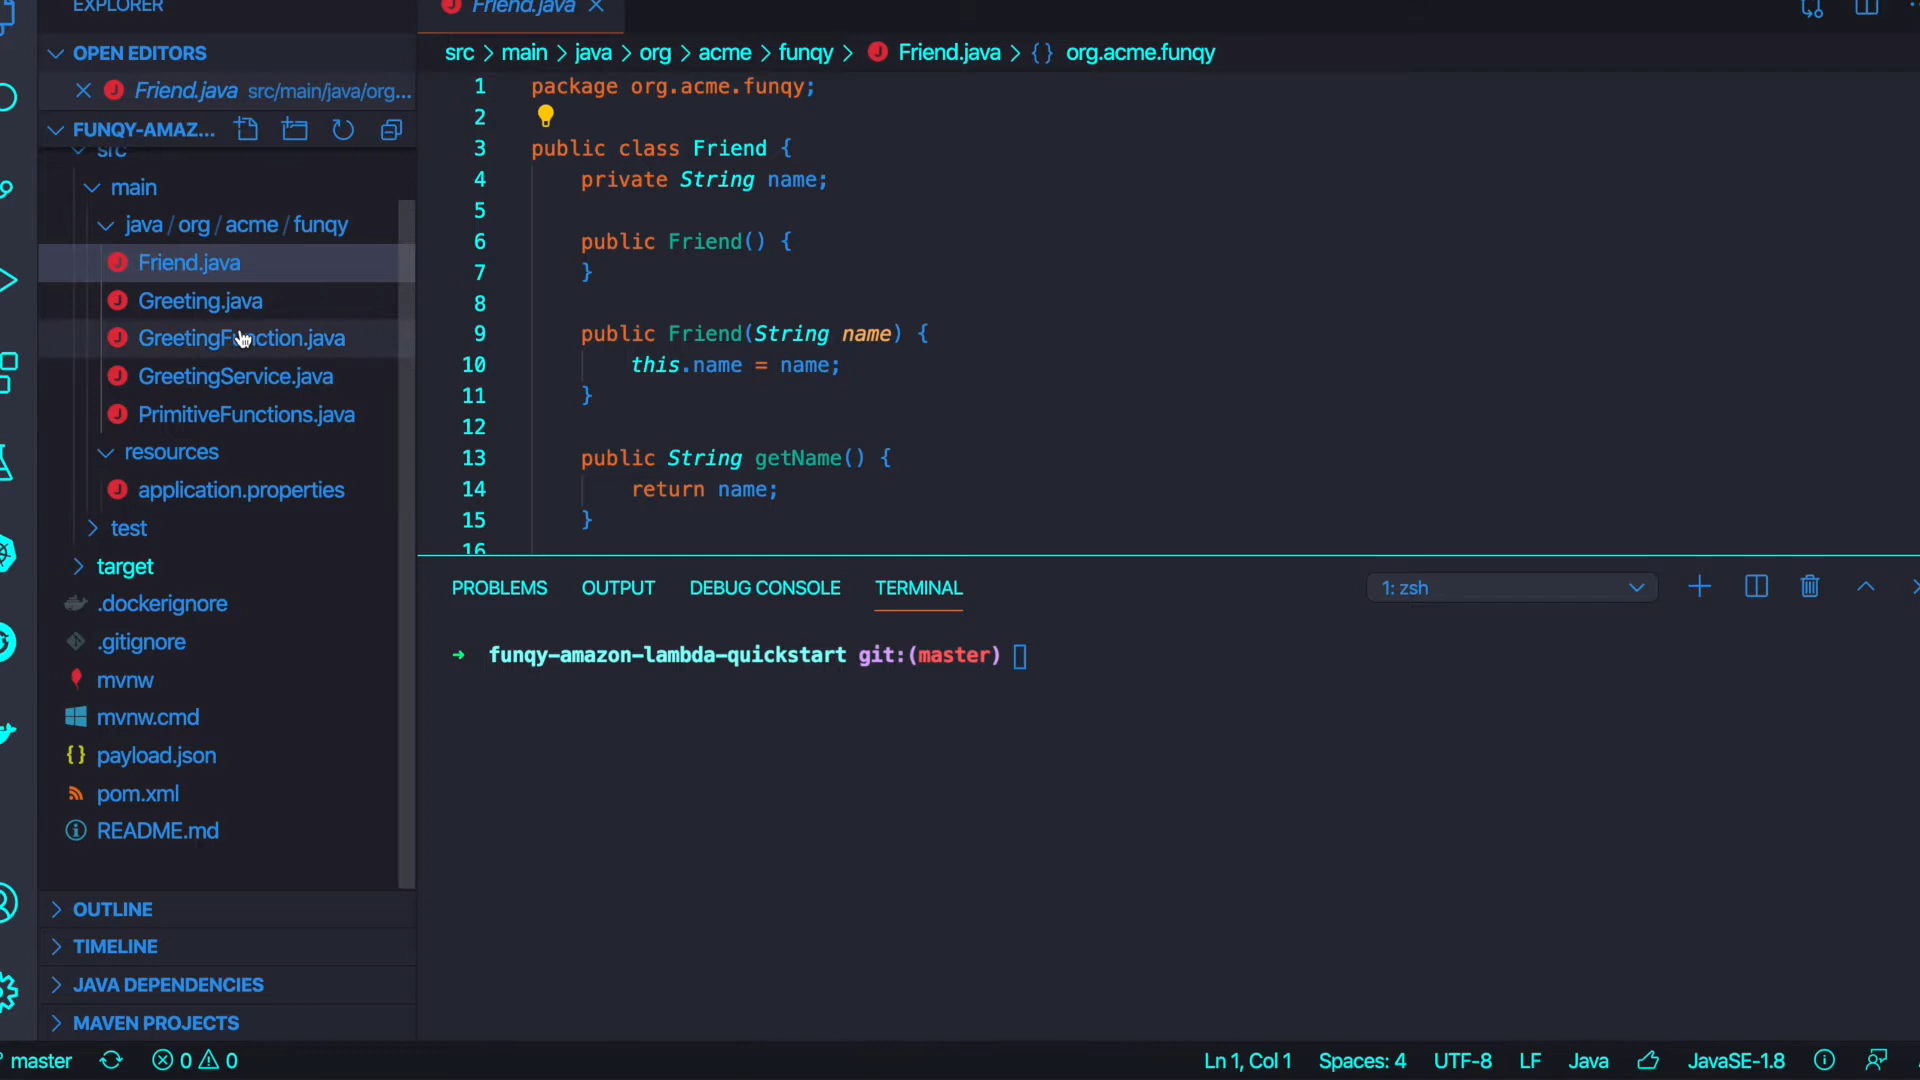 EXPLORER
OPEN EDITORS
Friend.java src/main/java/org...
FUNQY-AMAZ...
src
main
java / org / acme / funqy
Friend.java
Greeting.java
GreetingFunction.java
GreetingService.java
PrimitiveFunctions.java
resources
application.properties
test
target
.dockerignore
.gitignore
mvnw
mvnw.cmd
payload.json
pom.xml
README.md
OUTLINE
TIMELINE
JAVA DEPENDENCIES
MAVEN PROJECTS
Friend.java
src > main > java > org > acme > funqy > Friend.java > {} org.acme.funqy
1 package org.acme.funqy;
2
3 public class Friend {
4 private String name;
5
6 public Friend() {
7 }
8
9 public Friend(String name) {
10 this.name = name;
11 }
12
13 public String getName() {
14 return name;
15 }
16
PROBLEMS OUTPUT DEBUG CONSOLE TERMINAL 1: zsh
→ funqy-amazon-lambda-quickstart git:(master)
master 0 0 Ln 1, Col 1 Spaces: 4 UTF-8 LF Java JavaSE-1.8